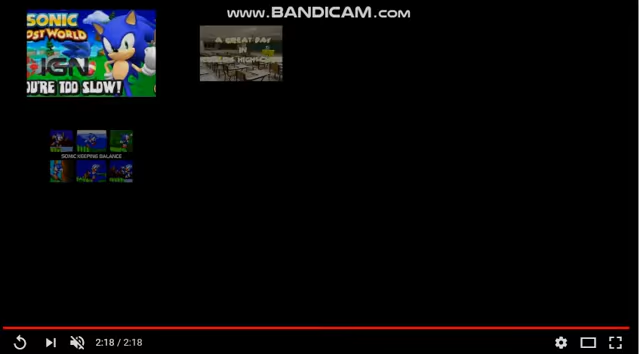 www.BANDICAM.com
SONIC
OST WORLD
IGN
OU'RE TOO SLOW!
A GREAT DAY
IN
HIGH
SONIC KEEPING BALANCE
2:18 / 2:18